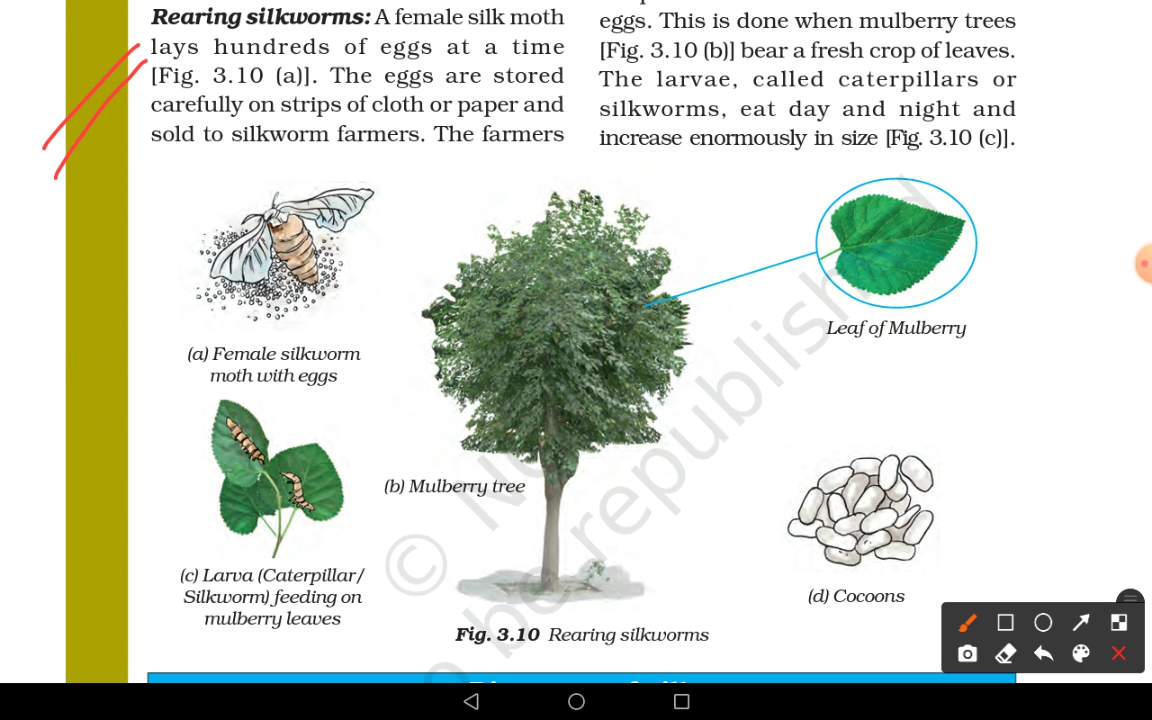 Rearing silkworms: A female silk moth
lays hundreds of eggs at a time
[Fig. 3.10 (a)]. The eggs are stored
carefully on strips of cloth or paper and
sold to silkworm farmers. The farmers
eggs. This is done when mulberry trees
[Fig. 3.10 (b)] bear a fresh crop of leaves.
The larvae, called caterpillars or
silkworms, eat day and night and
increase enormously in size [Fig. 3.10 (c)].
Leaf of Mulberry
(a) Female silkworm
moth with eggs
(b) Mulberry tree
(c) Larva (Caterpillar/
Silkworm) feeding on
mulberry leaves
(d) Cocoons
Fig. 3.10 Rearing silkworms
©
be republished